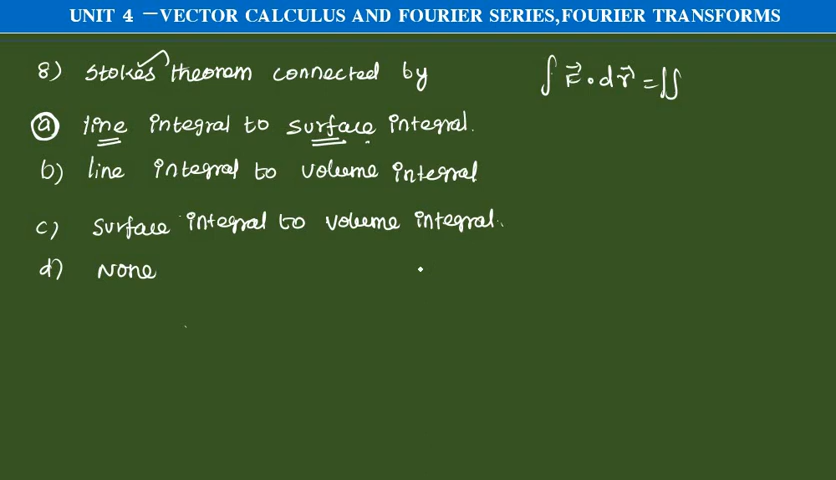 UNIT 4 –VECTOR CALCULUS AND FOURIER SERIES,FOURIER TRANSFORMS
8) Stokes theorem connected by ∫ F⃗ . dr⃗ = ∬
a) line integral to surface integral.
b) line integral to volume integral
c) surface integral to volume integral.
d) None